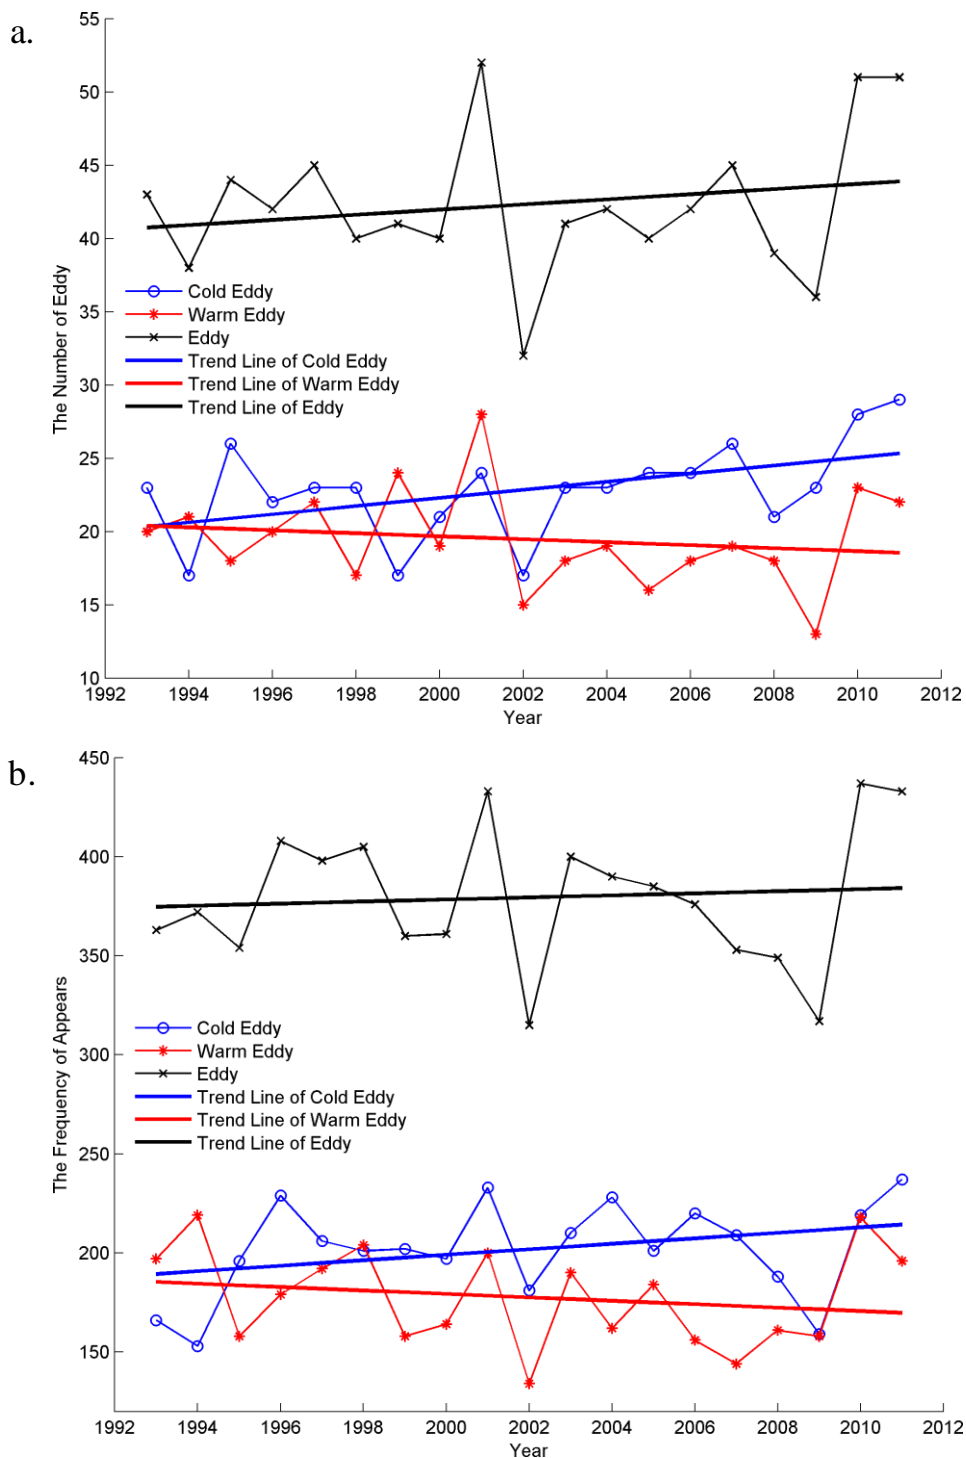 a.
55
50
45
40
35
30
25
20
15
10
The Number of Eddy
Cold Eddy
Warm Eddy
Eddy
Trend Line of Cold Eddy
Trend Line of Warm Eddy
Trend Line of Eddy
1992 1994 1996 1998 2000 2002 2004 2006 2008 2010 2012
Year
b.
450
400
350
300
250
200
150
The Frequency of Appears
Cold Eddy
Warm Eddy
Eddy
Trend Line of Cold Eddy
Trend Line of Warm Eddy
Trend Line of Eddy
1992 1994 1996 1998 2000 2002 2004 2006 2008 2010 2012
Year